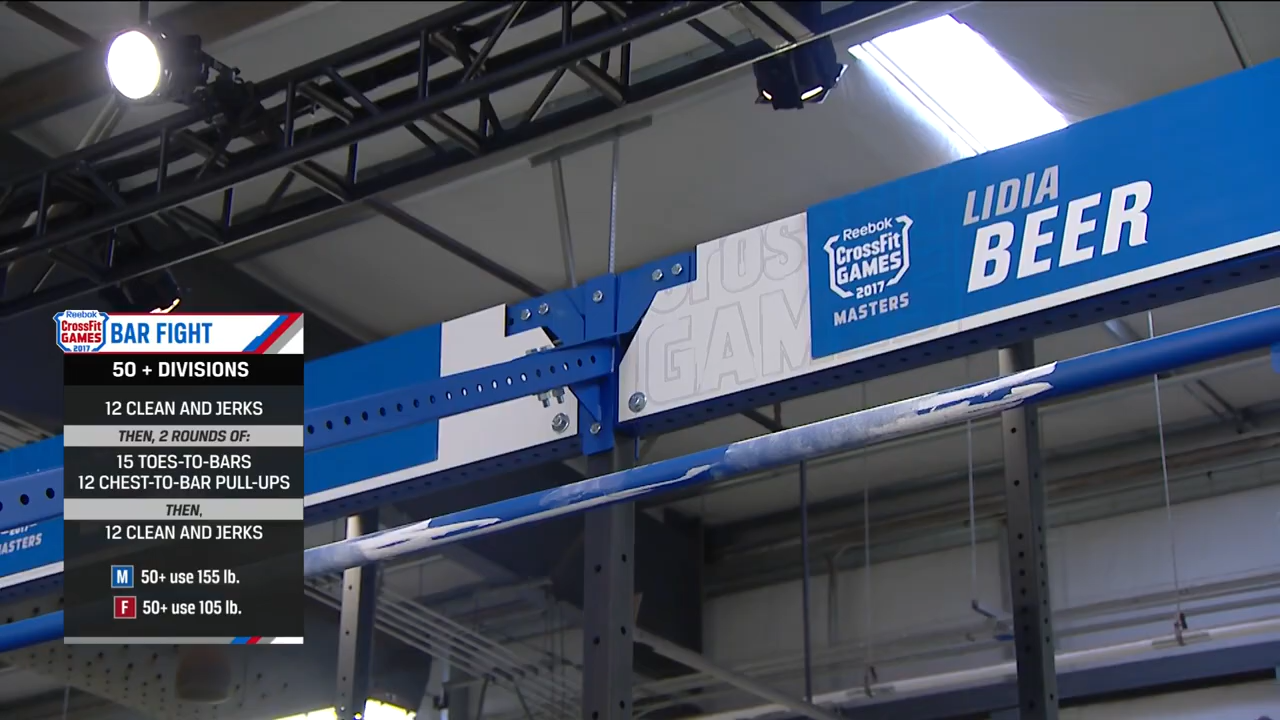 Reebok
CrossFit
GAMES
2017
BAR FIGHT
50 + DIVISIONS
12 CLEAN AND JERKS
THEN, 2 ROUNDS OF:
15 TOES-TO-BARS
12 CHEST-TO-BAR PULL-UPS
THEN,
12 CLEAN AND JERKS
M 50+ use 155 lb.
F 50+ use 105 lb.
Reebok
CrossFit
GAMES
2017
MASTERS
LIDIA
BEER